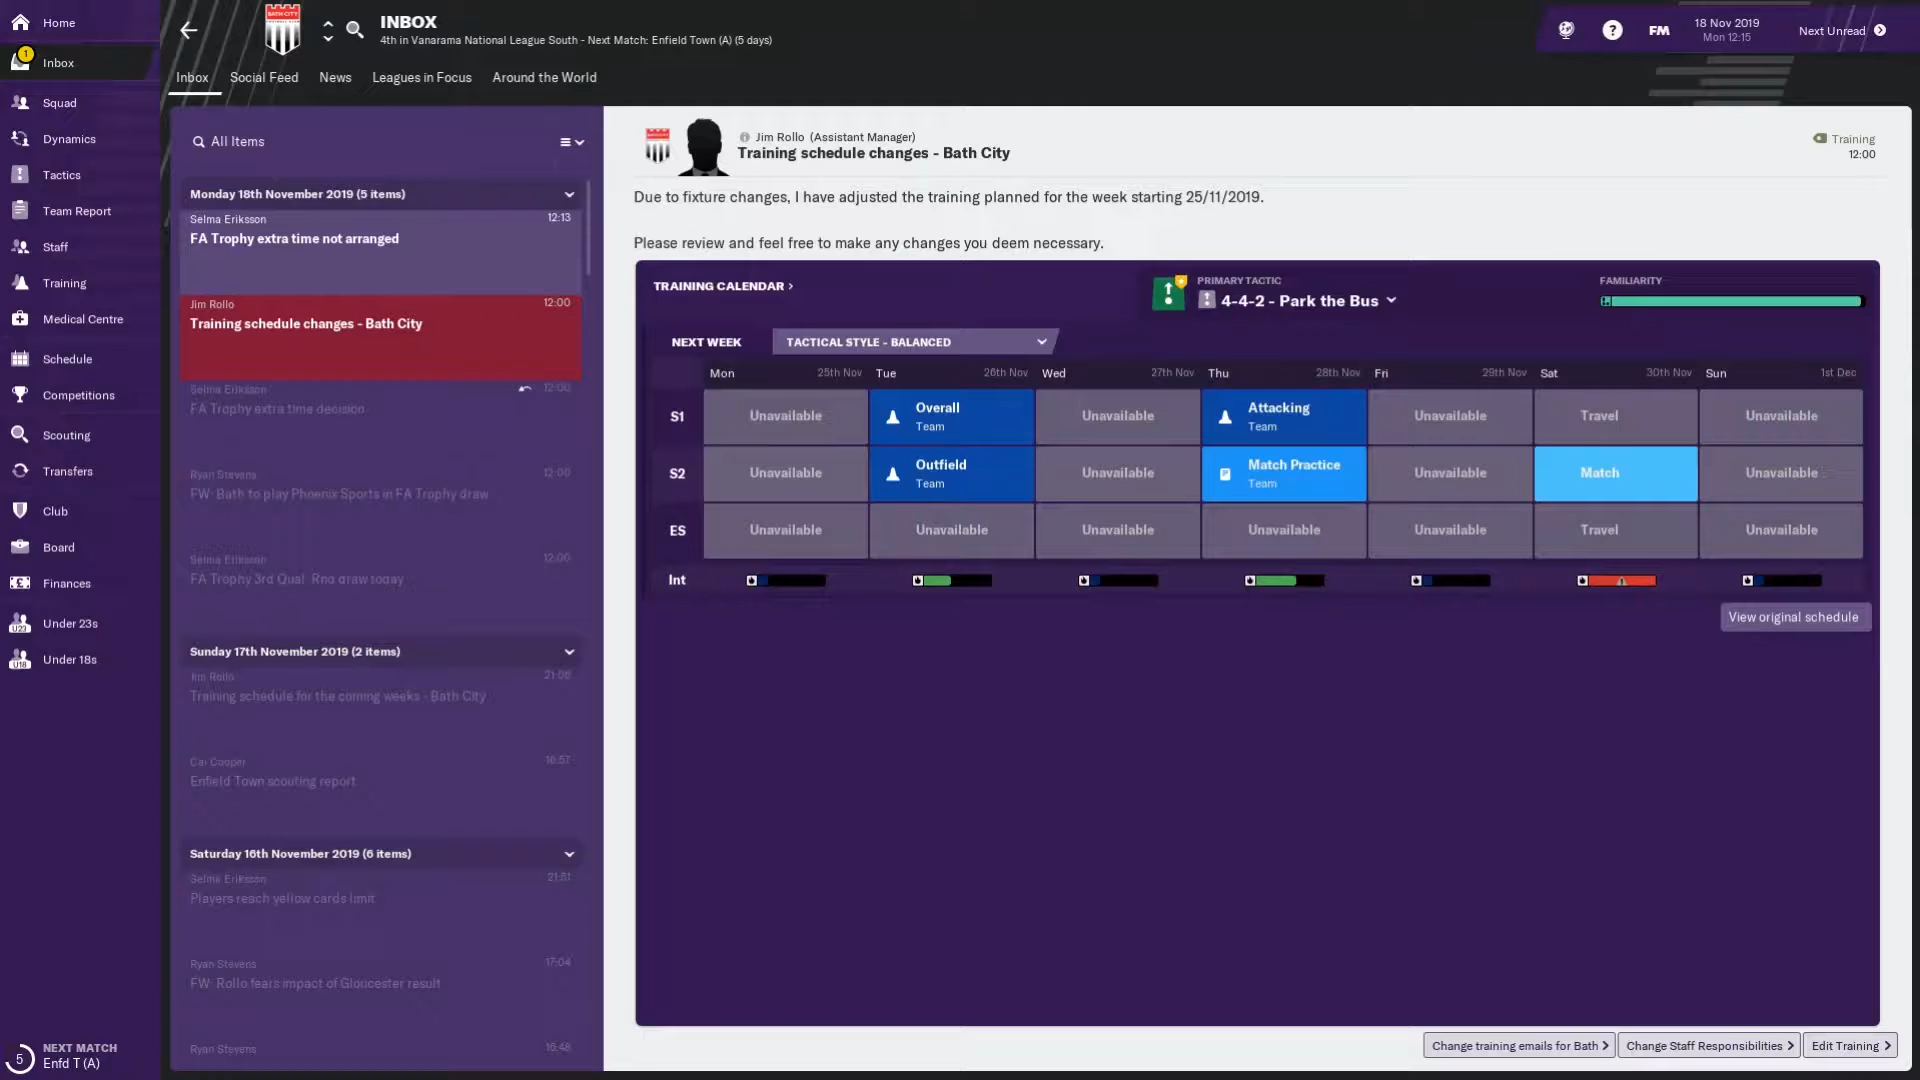 Home
1
Inbox
Squad
Dynamics
Tactics
Team Report
Staff
Training
Medical Centre
Schedule
Competitions
Scouting
Transfers
Club
Board
Finances
U23
Under 23s
U18
Under 18s
5
NEXT MATCH
Enfd T (A)
BATH CITY
INBOX
4th in Vanarama National League South - Next Match: Enfield Town (A) (5 days)
?
FM
18 Nov 2019
Mon 12:15
Next Unread
Inbox
Social Feed
News
Leagues in Focus
Around the World
All Items
Monday 18th November 2019 (5 items)
Selma Eriksson
12:13
FA Trophy extra time not arranged
Jim Rollo
12:00
Training schedule changes - Bath City
Selma Eriksson
12:00
FA Trophy extra time decision
Ryan Stevens
12:00
FW: Bath to play Phoenix Sports in FA Trophy draw
Selma Eriksson
12:00
FA Trophy 3rd Qual. Rnd draw today
Sunday 17th November 2019 (2 items)
Jim Rollo
21:06
Training schedule for the coming weeks - Bath City
Cai Cooper
16:57
Enfield Town scouting report
Saturday 16th November 2019 (6 items)
Selma Eriksson
21:51
Players reach yellow cards limit
Ryan Stevens
17:04
FW: Rollo fears impact of Gloucester result
Ryan Stevens
16:48
Jim Rollo (Assistant Manager)
Training schedule changes - Bath City
Training
12:00
Due to fixture changes, I have adjusted the training planned for the week starting 25/11/2019.
Please review and feel free to make any changes you deem necessary.
TRAINING CALENDAR >
PRIMARY TACTIC
4-4-2 - Park the Bus
FAMILIARITY
NEXT WEEK
TACTICAL STYLE - BALANCED
Mon 25th Nov Tue 26th Nov Wed 27th Nov Thu 28th Nov Fri 29th Nov Sat 30th Nov Sun 1st Dec
S1 Unavailable Overall Team Unavailable Attacking Team Unavailable Travel Unavailable
S2 Unavailable Outfield Team Unavailable Match Practice Team Unavailable Match Unavailable
ES Unavailable Unavailable Unavailable Unavailable Unavailable Travel Unavailable
Int
View original schedule
Change training emails for Bath >
Change Staff Responsibilities >
Edit Training >